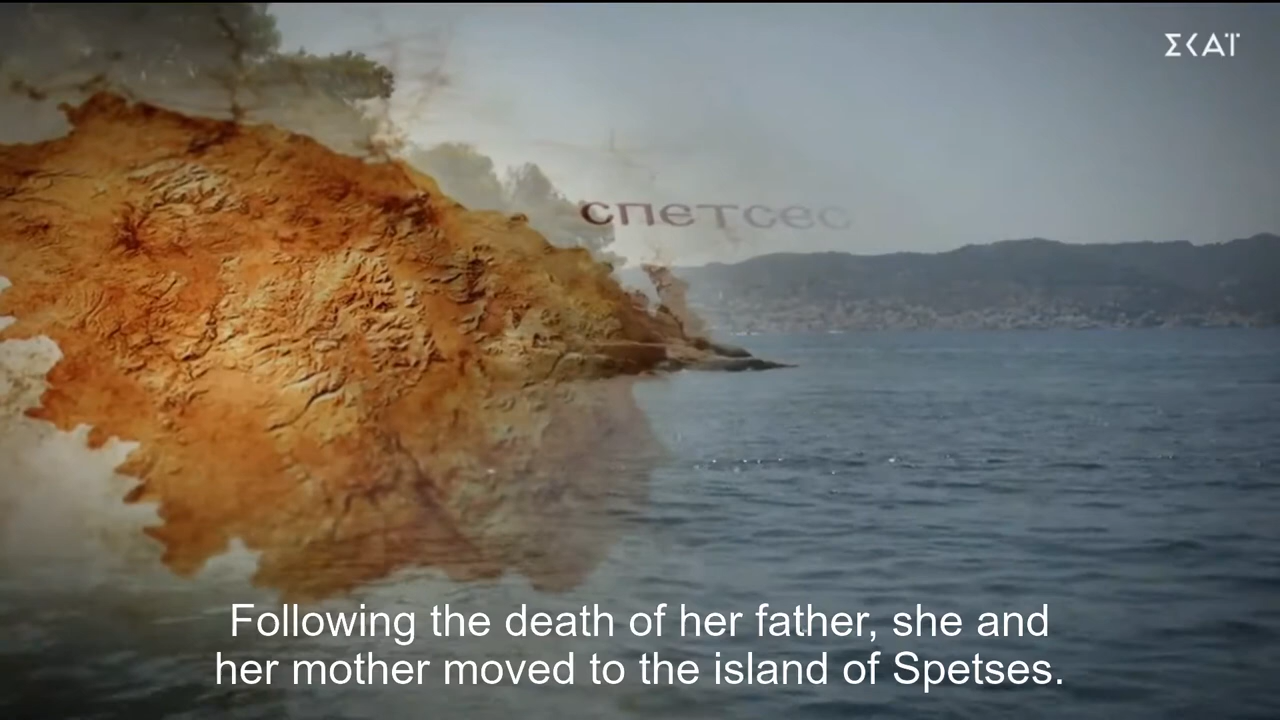 ΣΚΑΪ
σπετσες
Following the death of her father, she and
her mother moved to the island of Spetses.